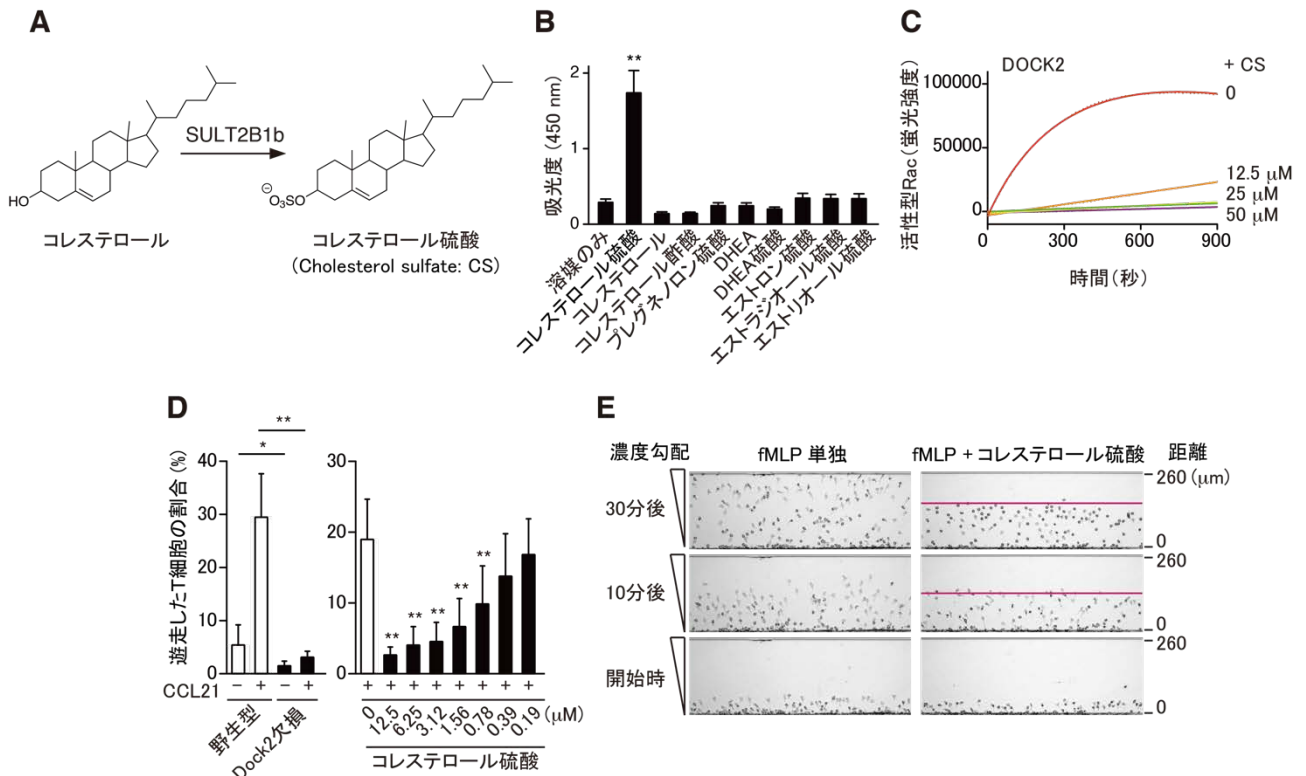 A
SULT2B1b
HO
⊖
O₃SO
コレステロール
コレステロール硫酸
(Cholesterol sulfate: CS)
B
**
吸光度 (450 nm)
2
1
0
溶媒のみ
コレステロール硫酸
コレステロール
コレステロール酢酸
プレグネノロン硫酸
DHEA
DHEA硫酸
エストロン硫酸
エストラジオール硫酸
エストリオール硫酸
C
DOCK2
+ CS
活性型Rac(蛍光強度)
100000
50000
0
0
12.5 μM
25 μM
50 μM
0
300
600
900
時間(秒)
D
**
*
遊走したT細胞の割合 (%)
40
30
20
10
0
CCL21
− + − +
野生型
Dock2欠損
30
20
10
0
** ** ** ** **
+ + + + + + + +
0
12.5
6.25
3.12
1.56
0.78
0.39
0.19
(μM)
コレステロール硫酸
E
濃度勾配
fMLP 単独
fMLP + コレステロール硫酸
距離
30分後
260 (μm)
0
10分後
260
0
開始時
260
0